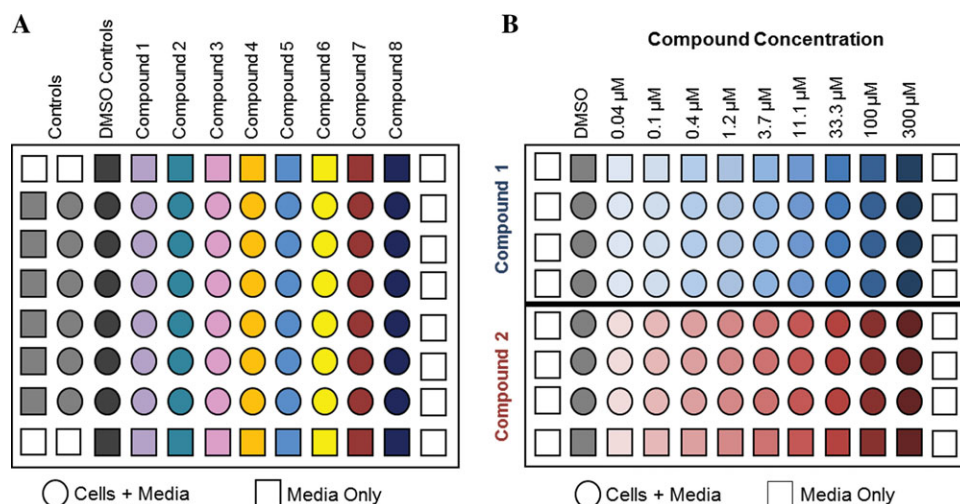 A
Controls
DMSO Controls
Compound 1
Compound 2
Compound 3
Compound 4
Compound 5
Compound 6
Compound 7
Compound 8
Cells + Media
Media Only
B
Compound Concentration
DMSO
0.04 µM
0.1 µM
0.4 µM
1.2 µM
3.7 µM
11.1 µM
33.3 µM
100 µM
300 µM
Compound 1
Compound 2
Cells + Media
Media Only